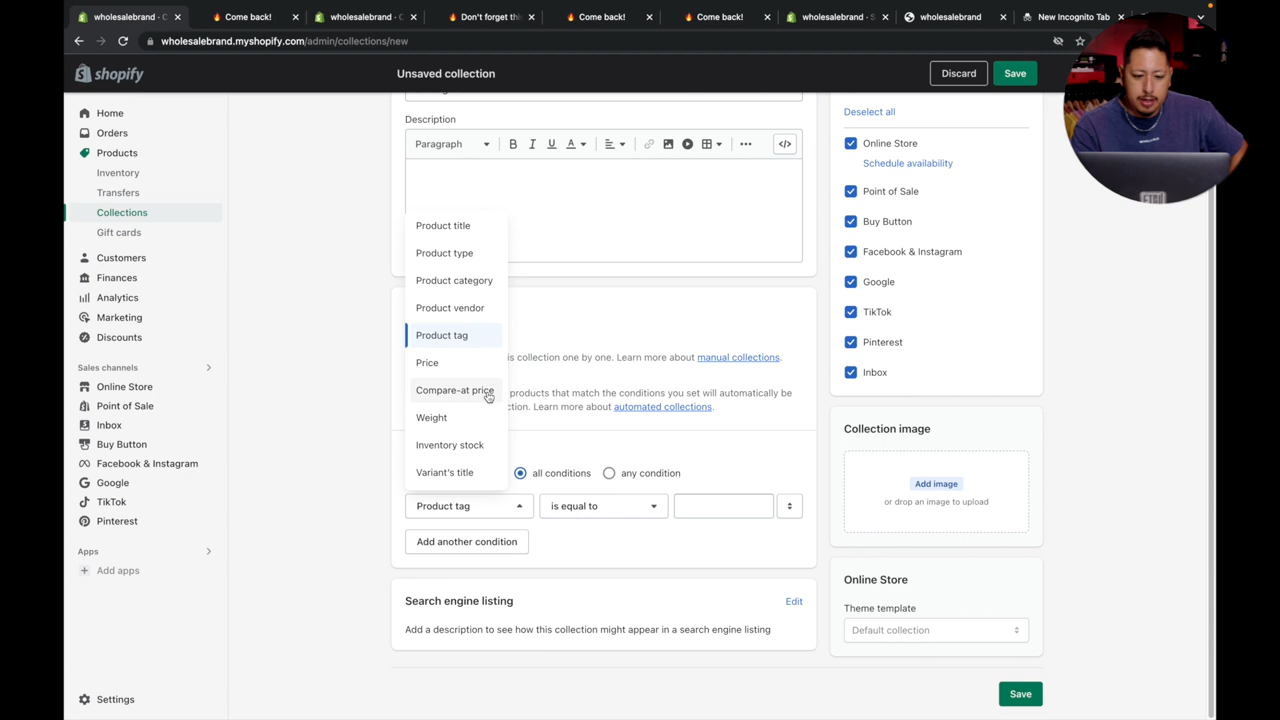 wholesalebrand · C
🔥 Come back!
wholesalebrand · C
🔥 Don't forget thi
🔥 Come back!
🔥 Come back!
wholesalebrand · S
wholesalebrand
New Incognito Tab
wholesalebrand.myshopify.com/admin/collections/new
shopify
Unsaved collection
Discard
Save
Home
Orders
Products
Inventory
Transfers
Collections
Gift cards
Customers
Finances
Analytics
Marketing
Discounts
Sales channels
Online Store
Point of Sale
Inbox
Buy Button
Facebook & Instagram
Google
TikTok
Pinterest
Apps
Add apps
Settings
Description
Paragraph
B I U A
</>
Product title
Product type
Product category
Product vendor
Product tag
Price
Compare-at price
Weight
Inventory stock
Variant's title
is collection one by one. Learn more about manual collections.
products that match the conditions you set will automatically be
ction. Learn more about automated collections.
all conditions
any condition
Product tag
is equal to
Add another condition
Search engine listing
Edit
Add a description to see how this collection might appear in a search engine listing
Deselect all
Online Store
Schedule availability
Point of Sale
Buy Button
Facebook & Instagram
Google
TikTok
Pinterest
Inbox
Collection image
Add image
or drop an image to upload
Online Store
Theme template
Default collection
Save